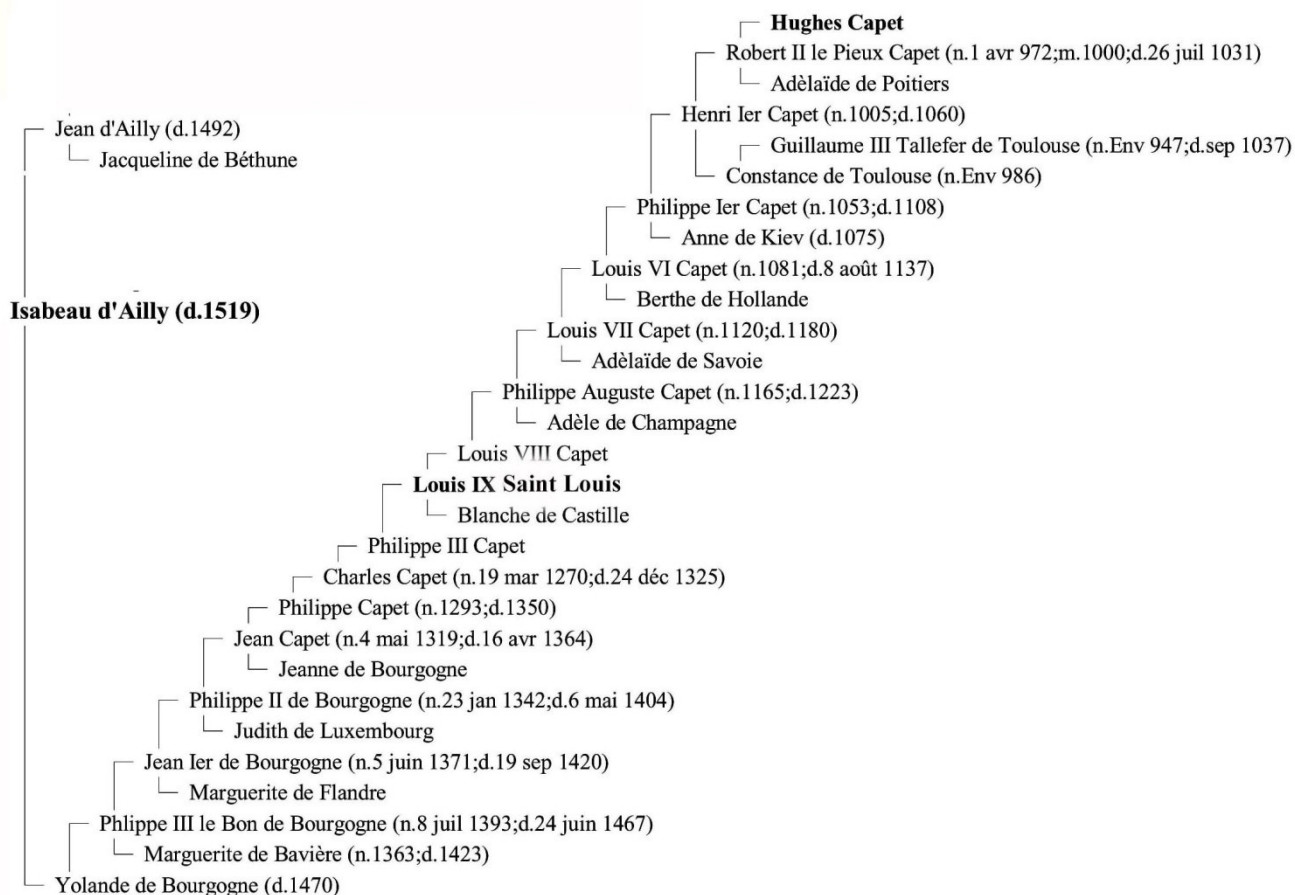 Hughes Capet
Robert II le Pieux Capet (n.1 avr 972;m.1000;d.26 juil 1031)
Adèlaïde de Poitiers
Henri Ier Capet (n.1005;d.1060)
Jean d'Ailly (d.1492)
Guillaume III Tallefer de Toulouse (n.Env 947;d.sep 1037)
Jacqueline de Béthune
Constance de Toulouse (n.Env 986)
Philippe Ier Capet (n.1053;d.1108)
Anne de Kiev (d.1075)
Louis VI Capet (n.1081;d.8 août 1137)
Berthe de Hollande
Isabeau d'Ailly (d.1519)
Louis VII Capet (n.1120;d.1180)
Adèlaïde de Savoie
Philippe Auguste Capet (n.1165;d.1223)
Adèle de Champagne
Louis VIII Capet
Louis IX Saint Louis
Blanche de Castille
Philippe III Capet
Charles Capet (n.19 mar 1270;d.24 déc 1325)
Philippe Capet (n.1293;d.1350)
Jean Capet (n.4 mai 1319;d.16 avr 1364)
Jeanne de Bourgogne
Philippe II de Bourgogne (n.23 jan 1342;d.6 mai 1404)
Judith de Luxembourg
Jean Ier de Bourgogne (n.5 juin 1371;d.19 sep 1420)
Marguerite de Flandre
Phlippe III le Bon de Bourgogne (n.8 juil 1393;d.24 juin 1467)
Marguerite de Bavière (n.1363;d.1423)
Yolande de Bourgogne (d.1470)